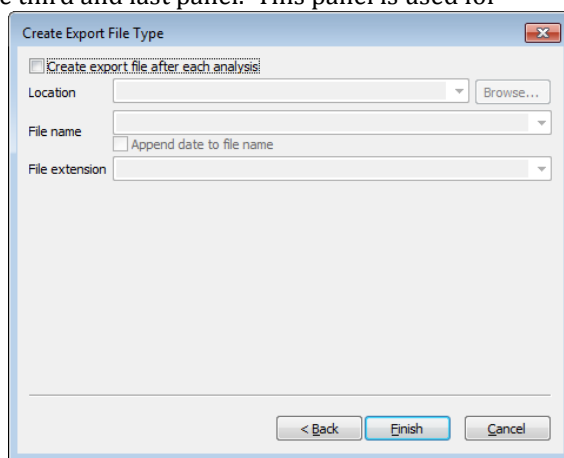 e third and last panel. This panel is used for
Create Export File Type
Create export file after each analysis
Location
Browse...
File name
Append date to file name
File extension
< Back Finish Cancel